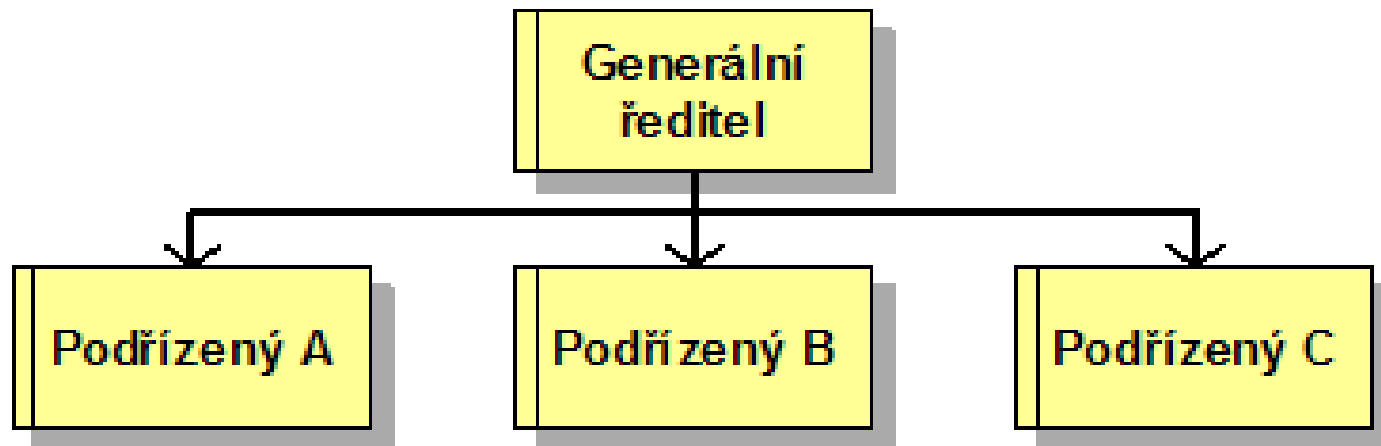 Generální
ředitel
Podřízený A
Podřízený B
Podřízený C